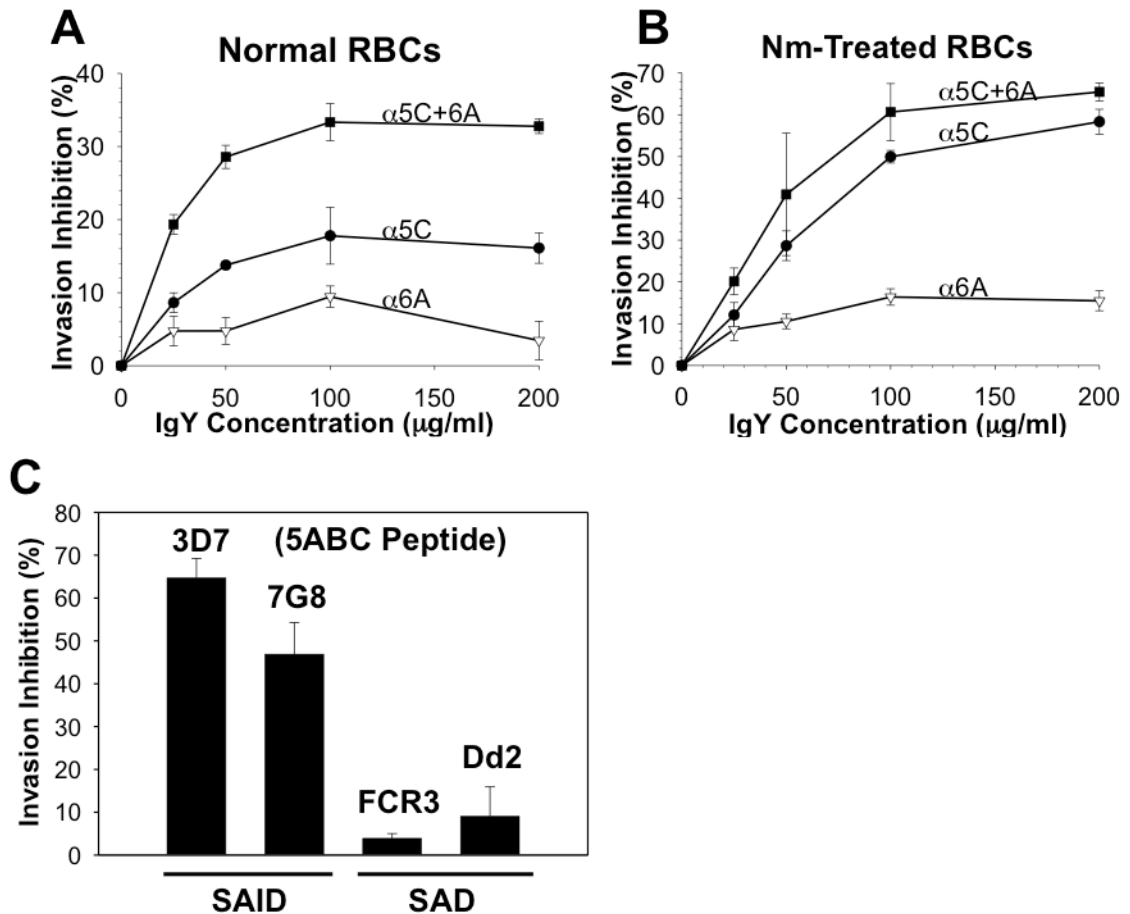 A
Normal RBCs
Invasion Inhibition (%)
40
30
20
10
0
α5C+6A
α5C
α6A
0 50 100 150 200
IgY Concentration (μg/ml)
B
Nm-Treated RBCs
Invasion Inhibition (%)
70
60
50
40
30
20
10
0
α5C+6A
α5C
α6A
0 50 100 150 200
IgY Concentration (μg/ml)
C
Invasion Inhibition (%)
80
70
60
50
40
30
20
10
0
3D7 (5ABC Peptide)
7G8
FCR3
Dd2
SAID SAD